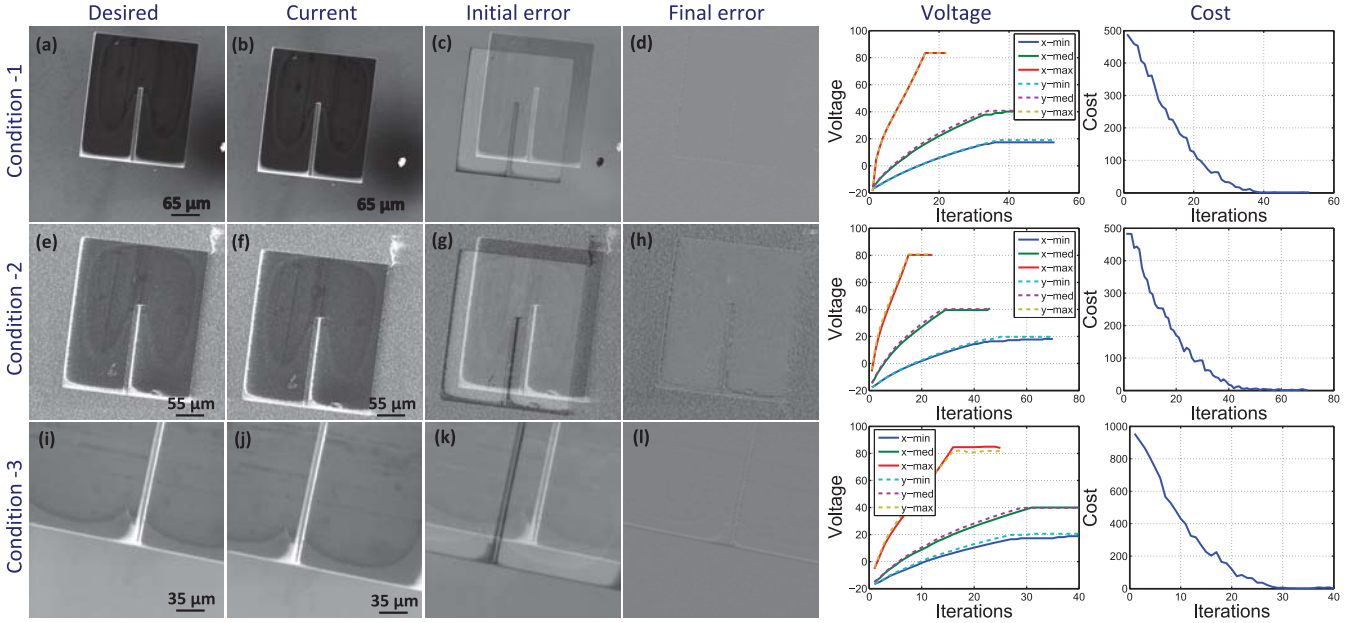 Desired Current Initial error Final error Voltage Cost
Condition -1
(a) (b) (c) (d)
65 µm 65 µm
Voltage
100
80
60
40
20
0
−20
0 20 40 60 80
Iterations
x−min
x−med
x−max
y−min
y−med
y−max
Cost
500
400
300
200
100
0
0 20 40 60
Iterations
Condition -2
(e) (f) (g) (h)
55 µm 55 µm
Voltage
100
80
60
40
20
0
−20
0 20 40 60 80
Iterations
x−min
x−med
x−max
y−min
y−med
y−max
Cost
500
400
300
200
100
0
0 20 40 60 80
Iterations
Condition -3
(i) (j) (k) (l)
35 µm 35 µm
Voltage
100
80
60
40
20
0
−20
0 10 20 30 40
Iterations
x−min
x−med
x−max
y−min
y−med
y−max
Cost
1000
800
600
400
200
0
0 10 20 30 40
Iterations